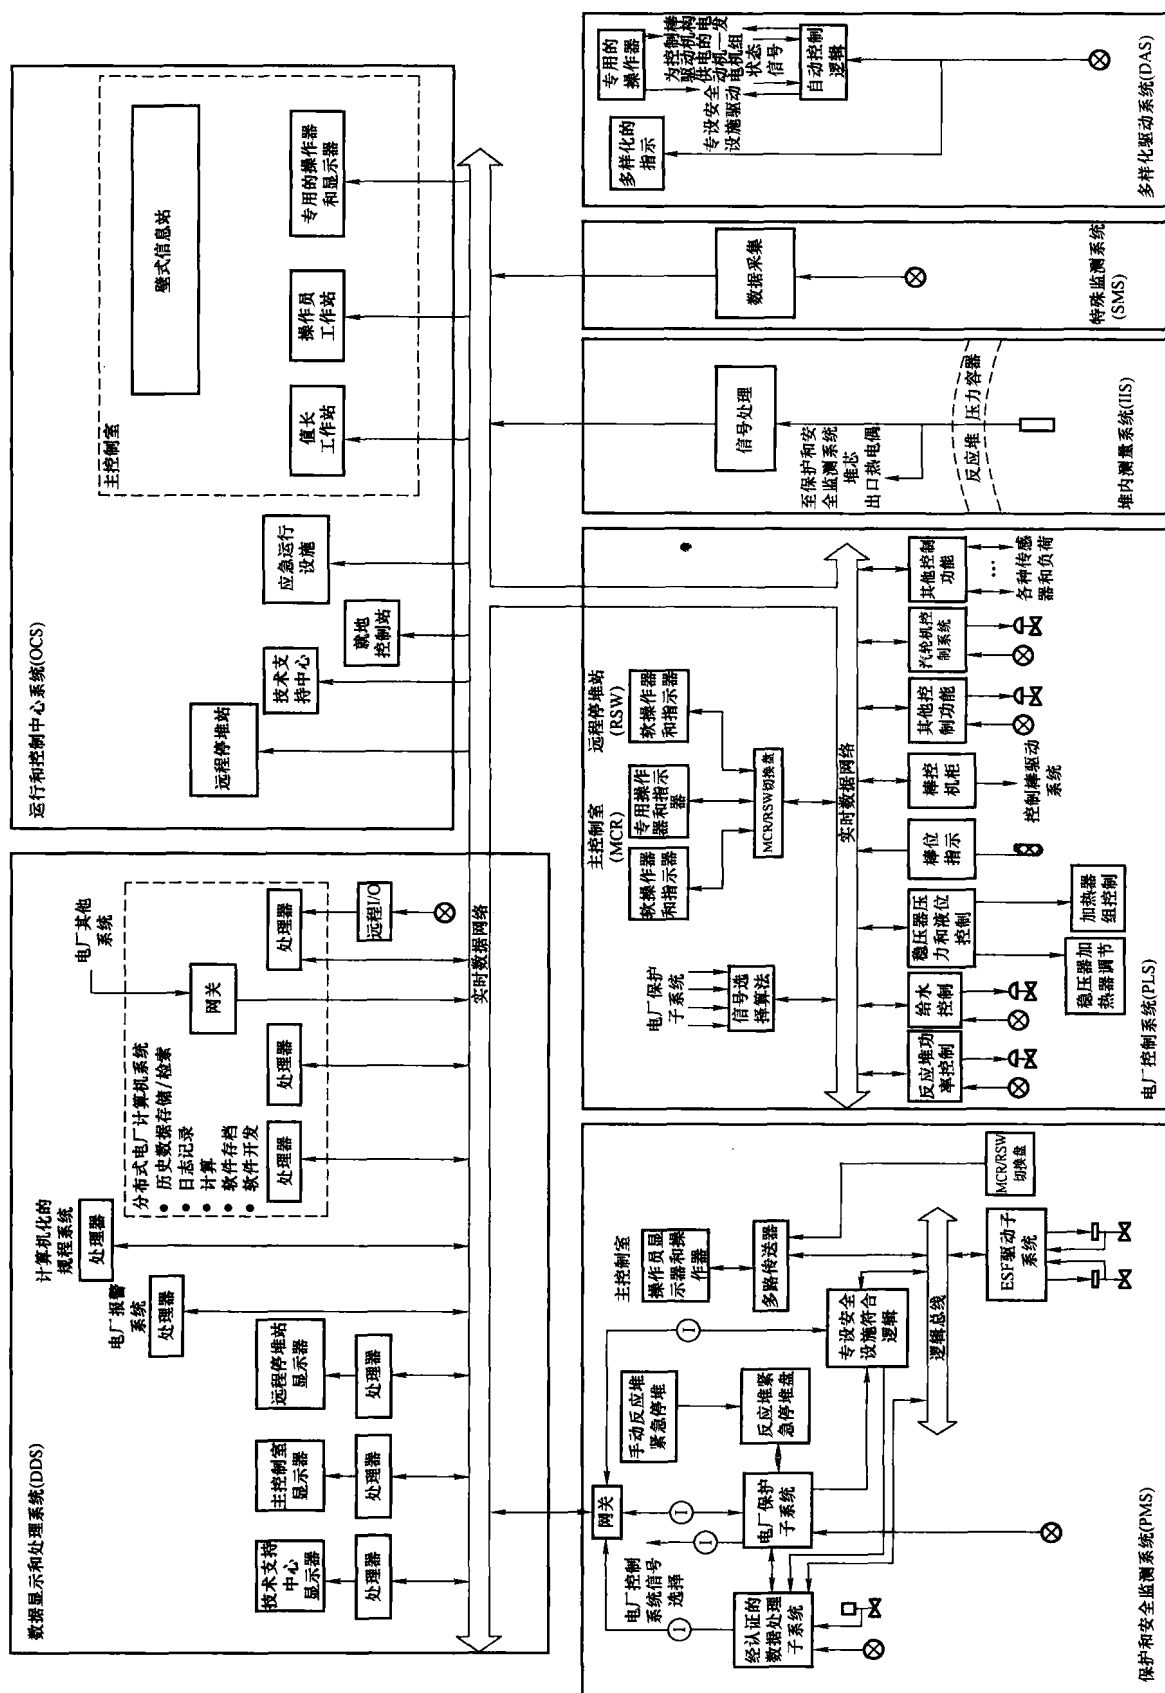 数据显示和处理系统(DDS)
技术支持
中心
显示器
处理器
主控制室
显示器
处理器
远程停堆站
显示器
处理器
电厂报警
系统
处理器
计算机化的
规程系统
处理器
分布式电厂计算机系统
● 历史数据存储/检索
● 日志记录
● 计算
● 软件存档
● 软件开发
处理器
处理器
网关
电厂其他
系统
处理器
远程I/O
实时数据网络
运行和控制中心系统(OCS)
远程停堆站
技术支
持中心
就地
控制站
应急运行
设施
主控制室
壁式信息站
值长
工作站
操作员
工作站
专用的操作器
和显示器
保护和安全监测系统(PMS)
网关
电厂控制
系统信号
选择
I
I
I
I
经认证的
数据处理
子系统
电厂保护
子系统
手动反应堆
紧急停堆
反应堆紧
急停堆盘
专设安全
设施符合
逻辑
主控制室
操作员显
示器和操
作器
多路传送器
逻辑总线
MCR/RSW
切换盘
ESF驱动子
系统
电厂控制系统(PLS)
电厂保护
子系统
信号选
择算法
主控制室
(MCR)
软操作器
和指示器
专用操作
器和指示
器
远程停堆站
(RSW)
软操作器
和指示器
MCR/RSW切换盘
实时数据网络
反应堆功
率控制
给水
控制
稳压器压
力和液位
控制
稳压器加
热器调节
加热器
组控制
棒位
指示
棒控
机柜
控制棒驱动
系统
其他控
制功能
汽轮机控
制系统
其他控制
功能
…
各种传感
器和负荷
堆内测量系统(IIS)
信号处理
至保护和安
全监测系统
堆芯
出口热电偶
反应堆 压力容器
特殊监测系统
(SMS)
数据采集
多样化驱动系统(DAS)
多样化的
指示
专用的
操作器
为控制棒
驱动机构
供电的电
动机—发
电机组
专设安全
设施驱动
状态
信号
自动控制
逻辑